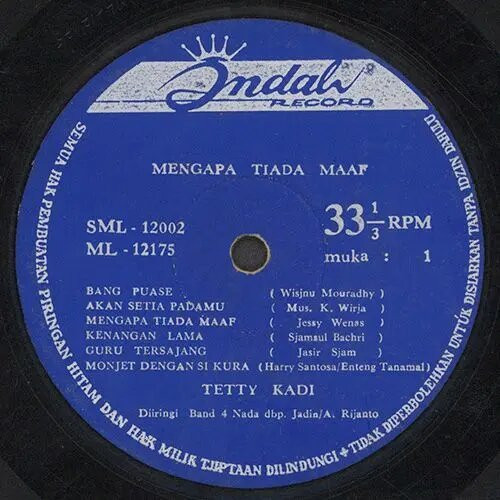 Indah
RECORD
MENGAPA TIADA MAAF
SML - 12002
ML - 12175
33 1/3 RPM
muka : 1
BANG PUASE ( Wisjnu Mouradhy )
AKAN SETIA PADAMU ( Mus. K. Wirja )
MENGAPA TIADA MAAF ( Jessy Wenas )
KENANGAN LAMA ( Sjamsul Bachri )
GURU TERSAJANG ( Jasir Sjam )
MONJET DENGAN SI KURA (Harry Santosa/Enteng Tanamal)
TETTY KADI
Diiringi Band 4 Nada dbp. Jadin/A. Rijanto
SEMUA HAK PEMBUATAN PIRINGAN HITAM DAN HAK MILIK TJIPTAAN DILINDUNGI + TIDAK DIPERBOLEHKAN UNTUK DISIARKAN TANPA IDZIN DAHULU